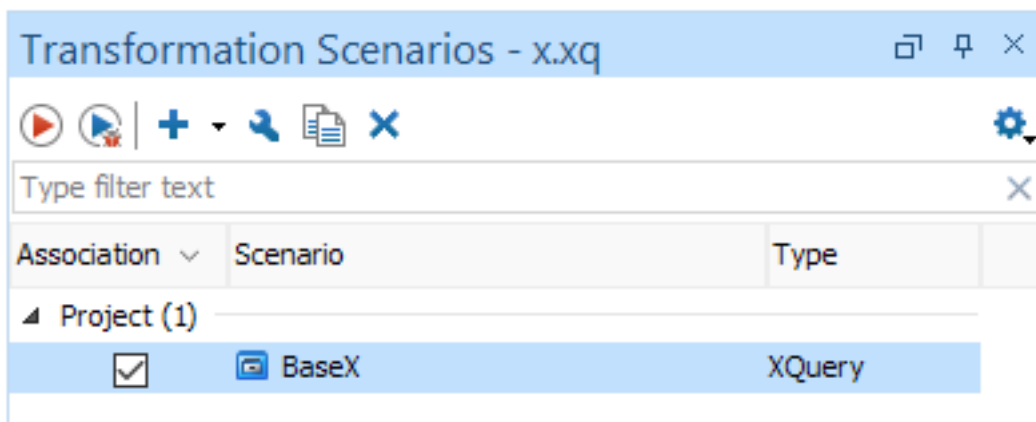 Transformation Scenarios - x.xq
Type filter text
Association Scenario Type
Project (1)
BaseX XQuery